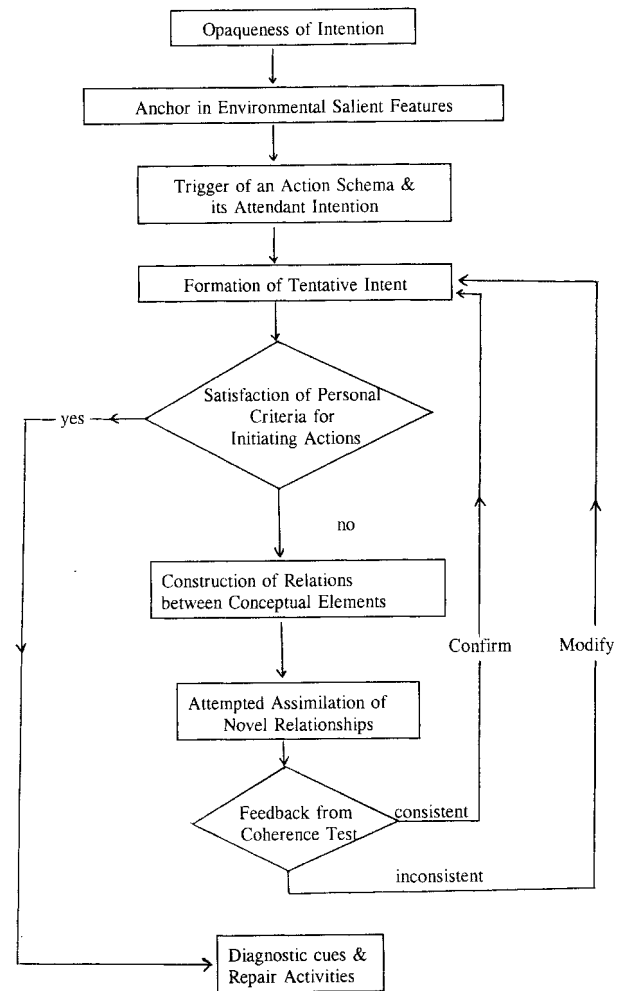 Opaqueness of Intention
Anchor in Environmental Salient Features
Trigger of an Action Schema &
its Attendant Intention
Formation of Tentative Intent
Satisfaction of Personal
Criteria for
Initiating Actions
yes
no
Construction of Relations
between Conceptual Elements
Confirm
Modify
Attempted Assimilation of
Novel Relationships
Feedback from
Coherence Test
consistent
inconsistent
Diagnostic cues &
Repair Activities